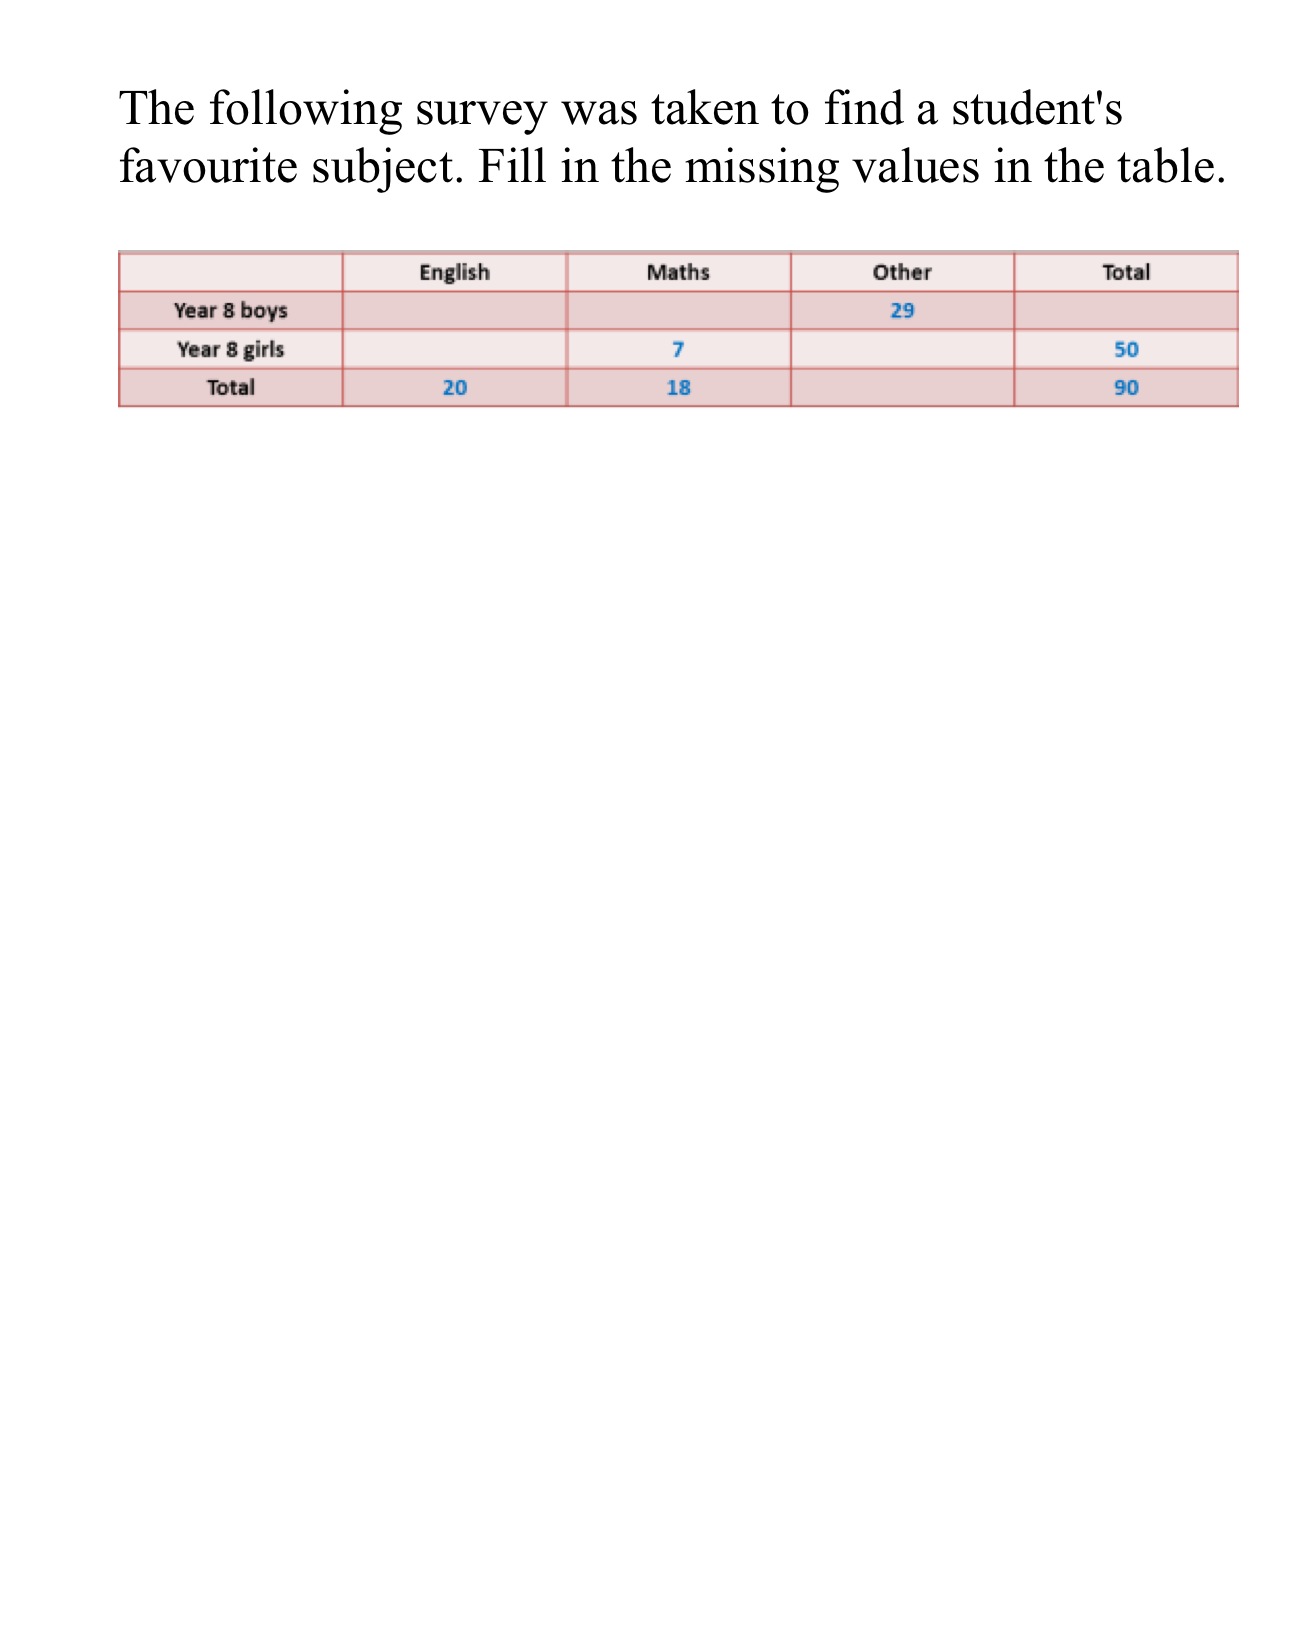 The following survey was taken to find a student's
favourite subject. Fill in the missing values in the table.
English Maths Other Total
Year 8 boys 29
Year 8 girls 7 50
Total 20 18 90